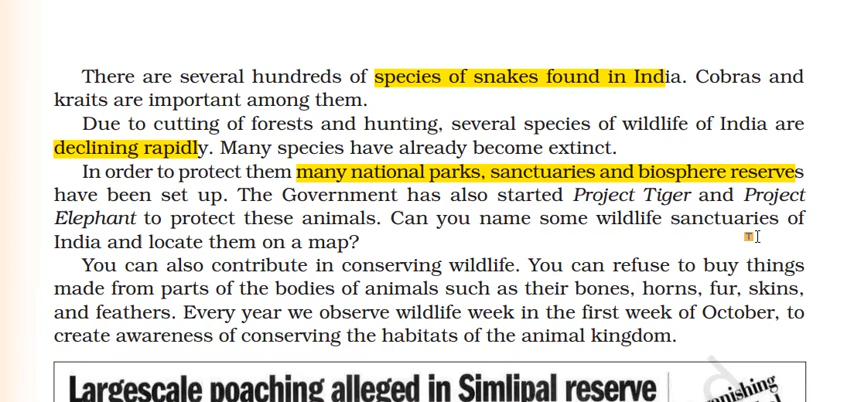 There are several hundreds of species of snakes found in India. Cobras and
kraits are important among them.
Due to cutting of forests and hunting, several species of wildlife of India are
declining rapidly. Many species have already become extinct.
In order to protect them many national parks, sanctuaries and biosphere reserves
have been set up. The Government has also started Project Tiger and Project
Elephant to protect these animals. Can you name some wildlife sanctuaries of
India and locate them on a map?
You can also contribute in conserving wildlife. You can refuse to buy things
made from parts of the bodies of animals such as their bones, horns, fur, skins,
and feathers. Every year we observe wildlife week in the first week of October, to
create awareness of conserving the habitats of the animal kingdom.
Largescale poaching alleged in Simlipal reserve